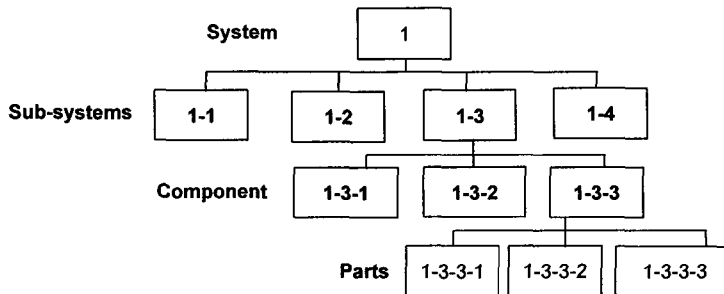 System 1
Sub-systems 1-1 1-2 1-3 1-4
Component 1-3-1 1-3-2 1-3-3
Parts 1-3-3-1 1-3-3-2 1-3-3-3